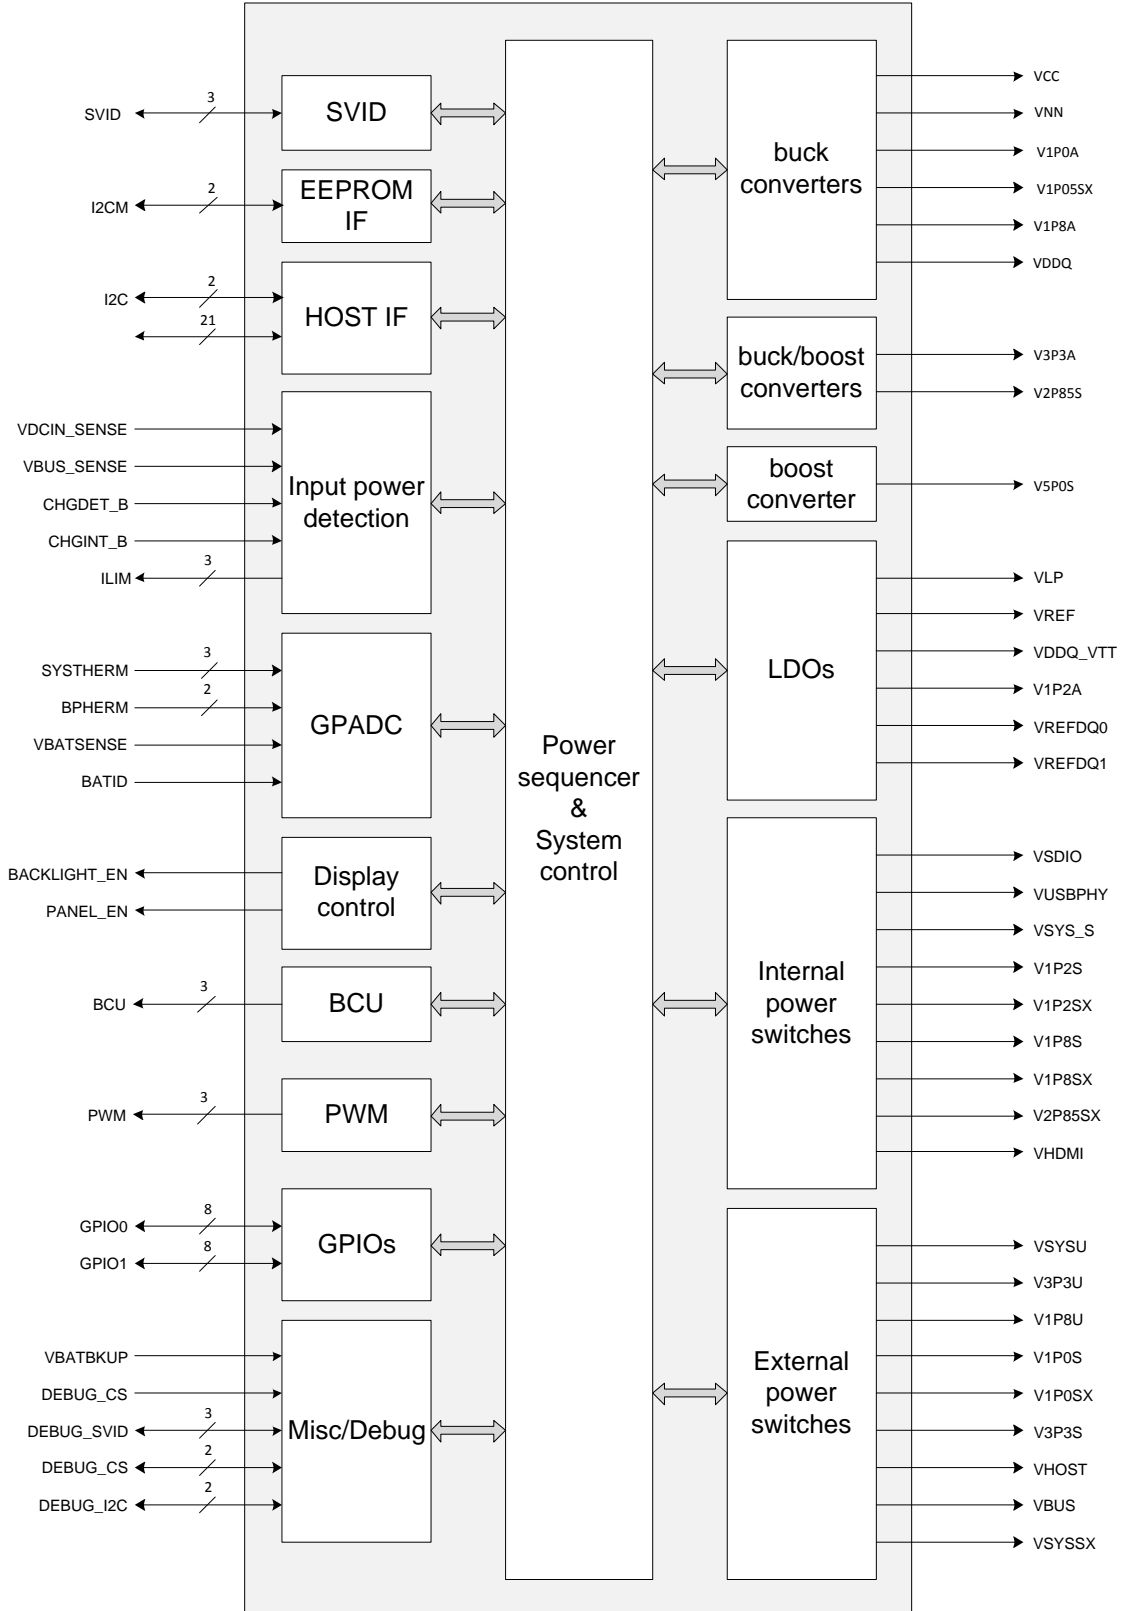 SVID
3
SVID
I2CM
2
EEPROM
IF
I2C
2
21
HOST IF
VDCIN_SENSE
VBUS_SENSE
CHGDET_B
CHGINT_B
ILIM
3
Input power
detection
SYSTHERM
3
BPHERM
2
VBATSENSE
BATID
GPADC
BACKLIGHT_EN
PANEL_EN
Display
control
BCU
3
BCU
PWM
3
PWM
GPIO0
8
GPIO1
8
GPIOs
VBATBKUP
DEBUG_CS
DEBUG_SVID
3
DEBUG_CS
2
DEBUG_I2C
2
Misc/Debug
Power
sequencer
&
System
control
buck
converters
VCC
VNN
V1P0A
V1P05SX
V1P8A
VDDQ
buck/boost
converters
V3P3A
V2P85S
boost
converter
V5P0S
LDOs
VLP
VREF
VDDQ_VTT
V1P2A
VREFDQ0
VREFDQ1
Internal
power
switches
VSDIO
VUSBPHY
VSYS_S
V1P2S
V1P2SX
V1P8S
V1P8SX
V2P85SX
VHDMI
External
power
switches
VSYSU
V3P3U
V1P8U
V1P0S
V1P0SX
V3P3S
VHOST
VBUS
VSYSSX